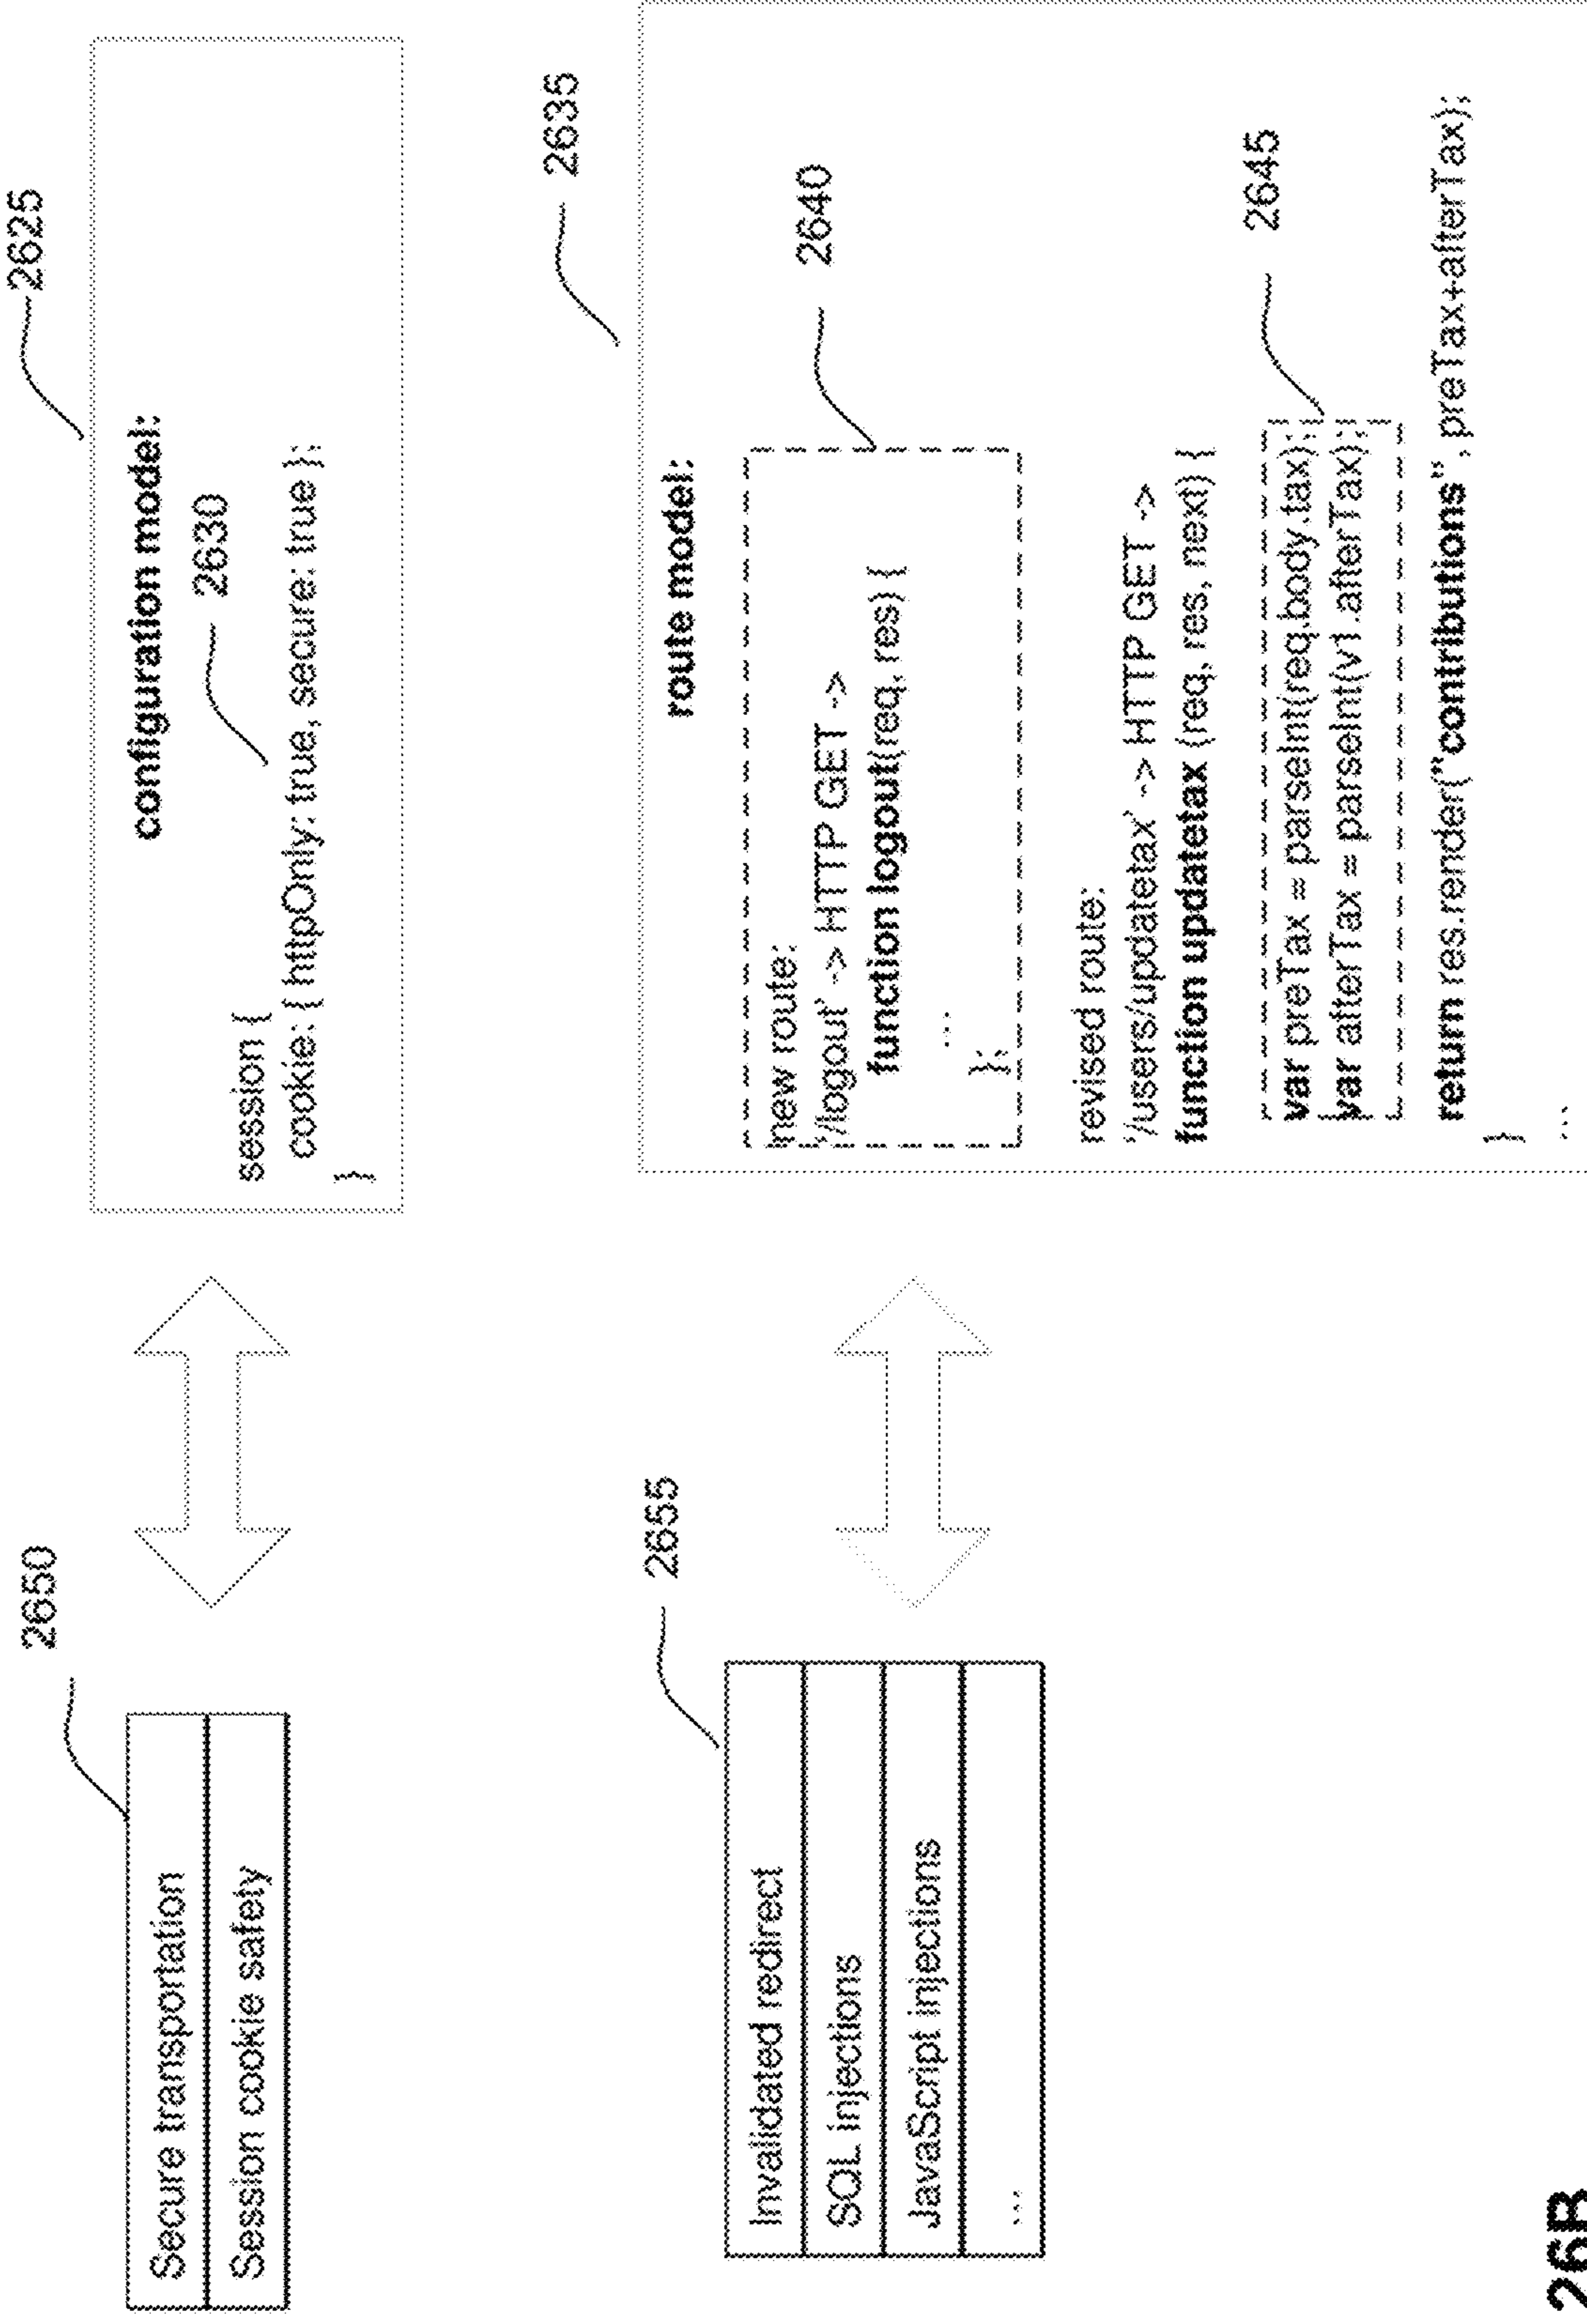 2625
configuration model:
2630
session {
cookie: { httpOnly: true, secure: true };
}
2650
Secure transportation
Session cookie safety
2635
route model:
2640
new route:
'/logout' -> HTTP GET ->
function logout(req, res) {
...
};
revised route:
'/users/updatetax' -> HTTP GET ->
function updatetax (req, res, next) {
2645
var preTax = parseInt(req.body.tax);
var afterTax = parseInt(v1.afterTax);
return res.render("contributions", preTax+afterTax);
}
...
2655
Invalidated redirect
SQL injections
JavaScript injections
...
26B